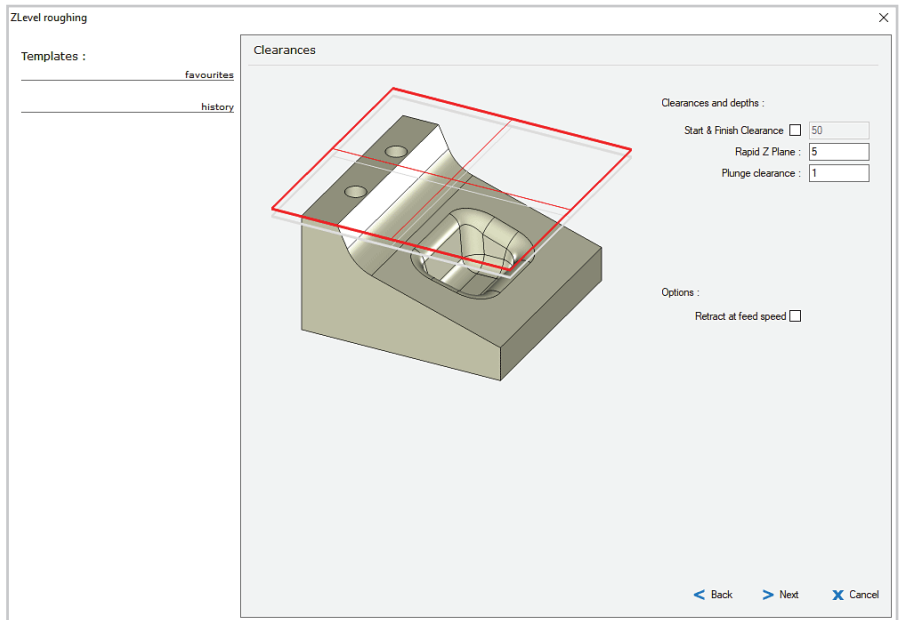 ZLevel roughing
Templates :
favourites
history
Clearances
Clearances and depths :
Start & Finish Clearance 50
Rapid Z Plane : 5
Plunge clearance : 1
Options :
Retract at feed speed
< Back > Next X Cancel